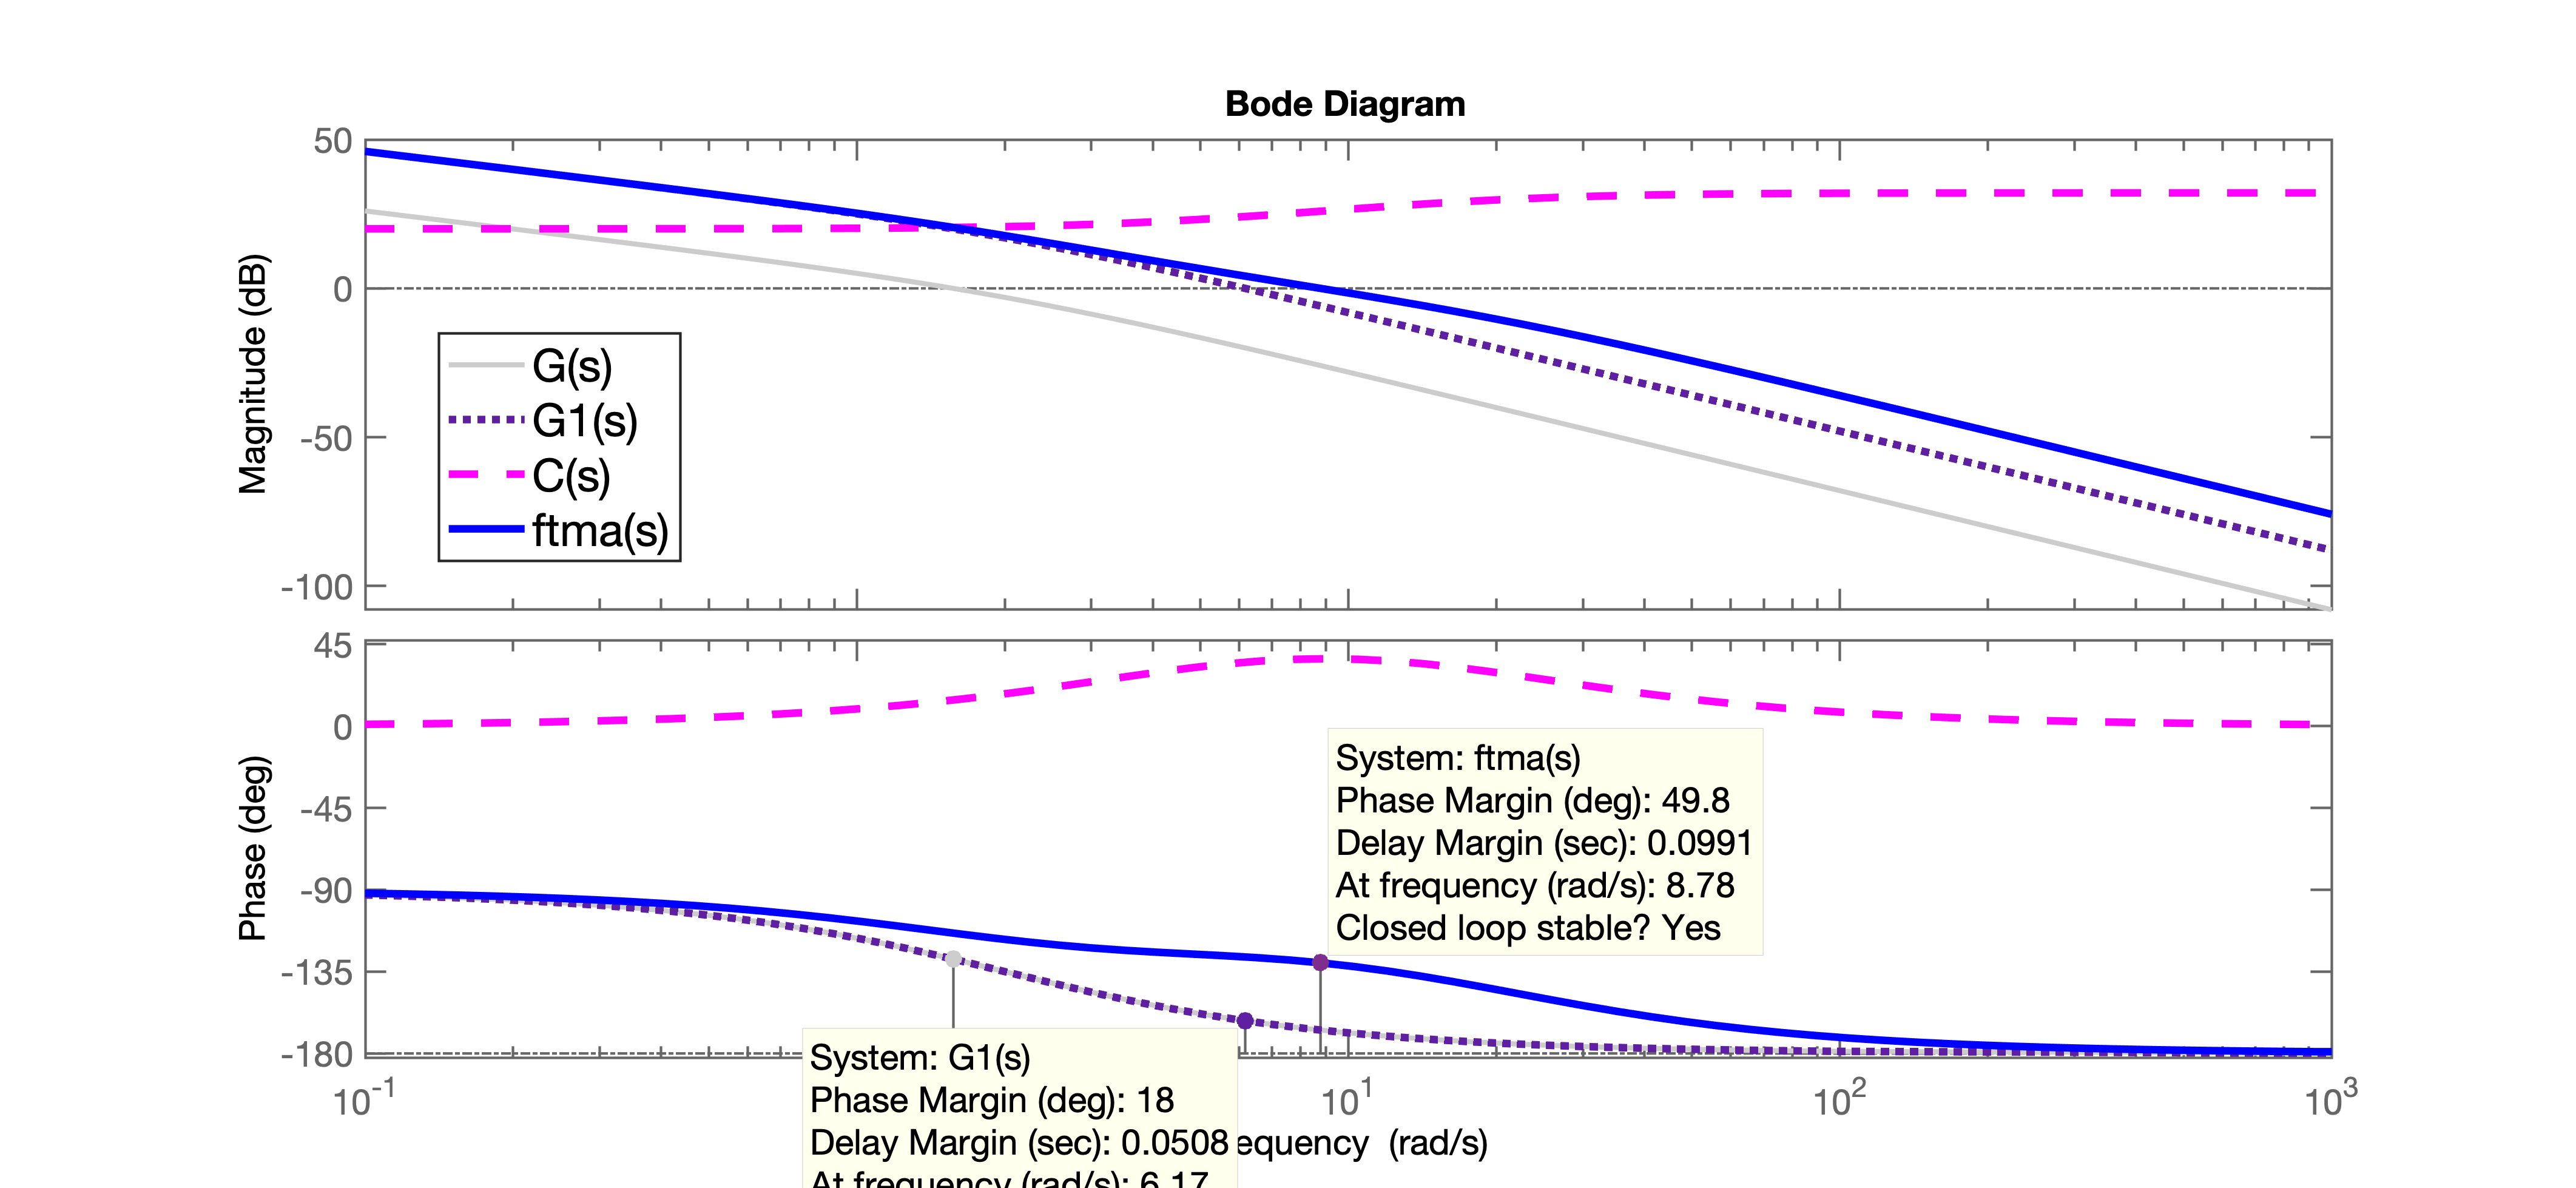 Bode Diagram
50
0
-50
-100
Magnitude (dB)
G(s)
G1(s)
C(s)
ftma(s)
45
0
-45
-90
-135
-180
Phase (deg)
System: ftma(s)
Phase Margin (deg): 49.8
Delay Margin (sec): 0.0991
At frequency (rad/s): 8.78
Closed loop stable? Yes
System: G1(s)
Phase Margin (deg): 18
Delay Margin (sec): 0.0508
At frequency (rad/s): 6.17
10^-1
10^1
10^2
10^3
equency (rad/s)